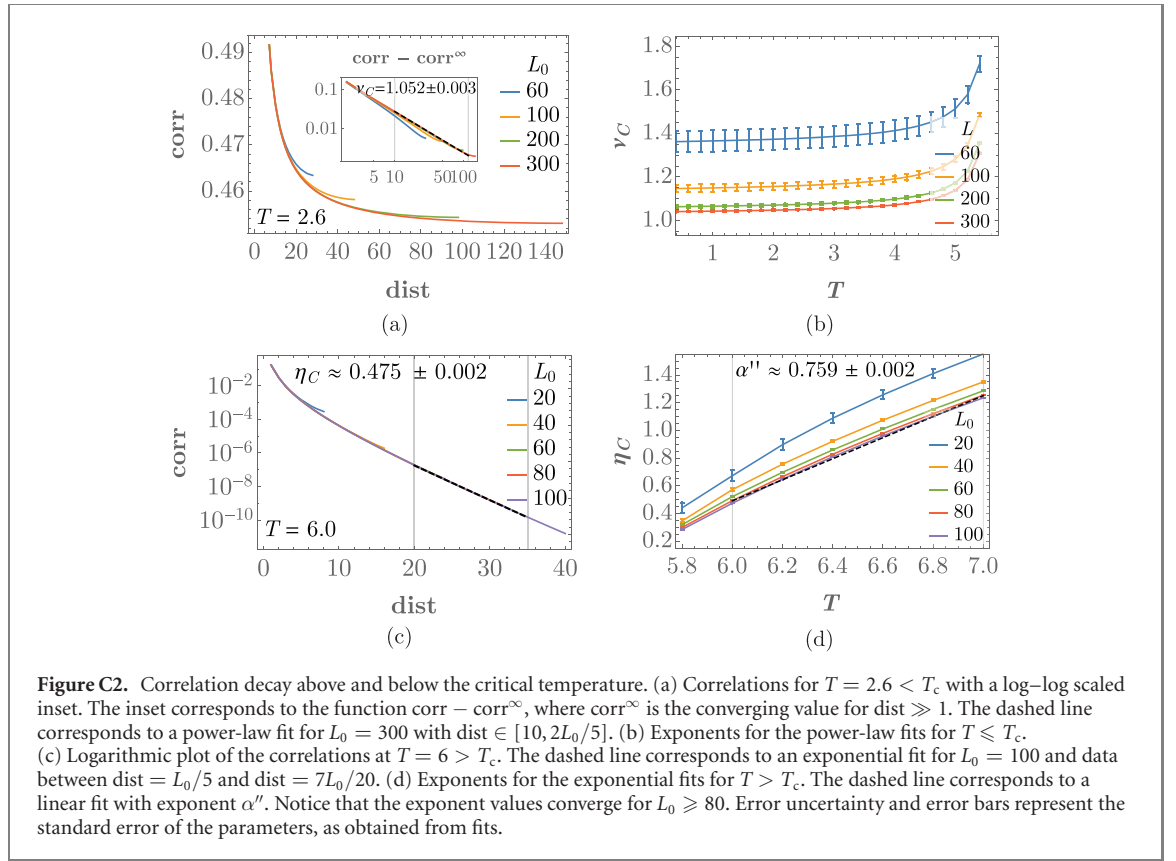 corr − corr∞
ν_C=1.052±0.003
0.1
0.01
5 10 50 100
L₀
60
100
200
300
0.49
0.48
0.47
0.46
corr
T = 2.6
0 20 40 60 80 100 120 140
dist
(a)
1.8
1.6
1.4
1.2
1.0
ν_C
L
60
100
200
300
1 2 3 4 5
T
(b)
η_C ≈ 0.475 ± 0.002
L₀
20
40
60
80
100
10⁻²
10⁻⁴
10⁻⁶
10⁻⁸
10⁻¹⁰
corr
T = 6.0
0 10 20 30 40
dist
(c)
α'' ≈ 0.759 ± 0.002
1.4
1.2
1.0
0.8
0.6
0.4
0.2
η_C
L₀
20
40
60
80
100
5.8 6.0 6.2 6.4 6.6 6.8 7.0
T
(d)
Figure C2. Correlation decay above and below the critical temperature. (a) Correlations for T = 2.6 < T_c with a log–log scaled
inset. The inset corresponds to the function corr − corr∞, where corr∞ is the converging value for dist ≫ 1. The dashed line
corresponds to a power-law fit for L₀ = 300 with dist ∈ [10, 2L₀/5]. (b) Exponents for the power-law fits for T ⩽ T_c.
(c) Logarithmic plot of the correlations at T = 6 > T_c. The dashed line corresponds to an exponential fit for L₀ = 100 and data
between dist = L₀/5 and dist = 7L₀/20. (d) Exponents for the exponential fits for T > T_c. The dashed line corresponds to a
linear fit with exponent α″. Notice that the exponent values converge for L₀ ⩾ 80. Error uncertainty and error bars represent the
standard error of the parameters, as obtained from fits.